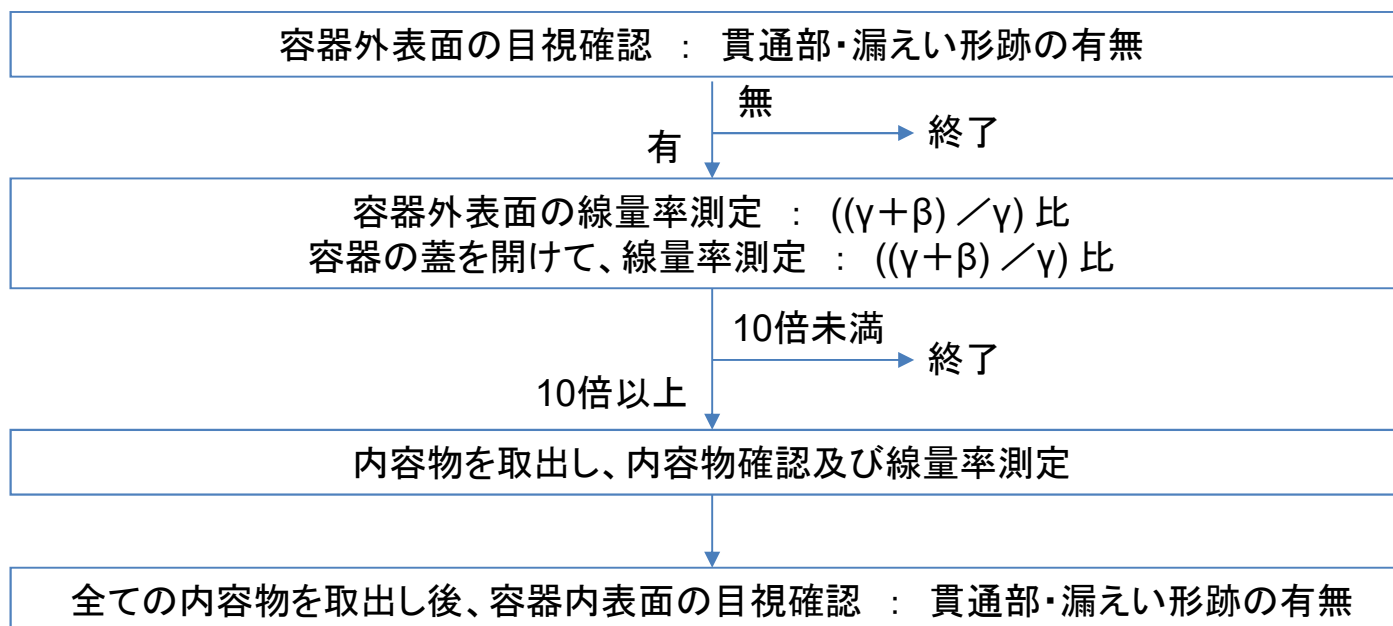 容器外表面の目視確認 ： 貫通部・漏えい形跡の有無
無
終了
有
容器外表面の線量率測定 ： ((γ＋β) ／γ) 比
容器の蓋を開けて、線量率測定 ： ((γ＋β) ／γ) 比
10倍未満
終了
10倍以上
内容物を取出し、内容物確認及び線量率測定
全ての内容物を取出し後、容器内表面の目視確認 ： 貫通部・漏えい形跡の有無